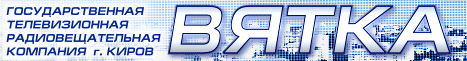 ГОСУДАРСТВЕННАЯ
ТЕЛЕВИЗИОННАЯ
РАДИОВЕЩАТЕЛЬНАЯ
КОМПАНИЯ г. КИРОВ
ВЯТКА